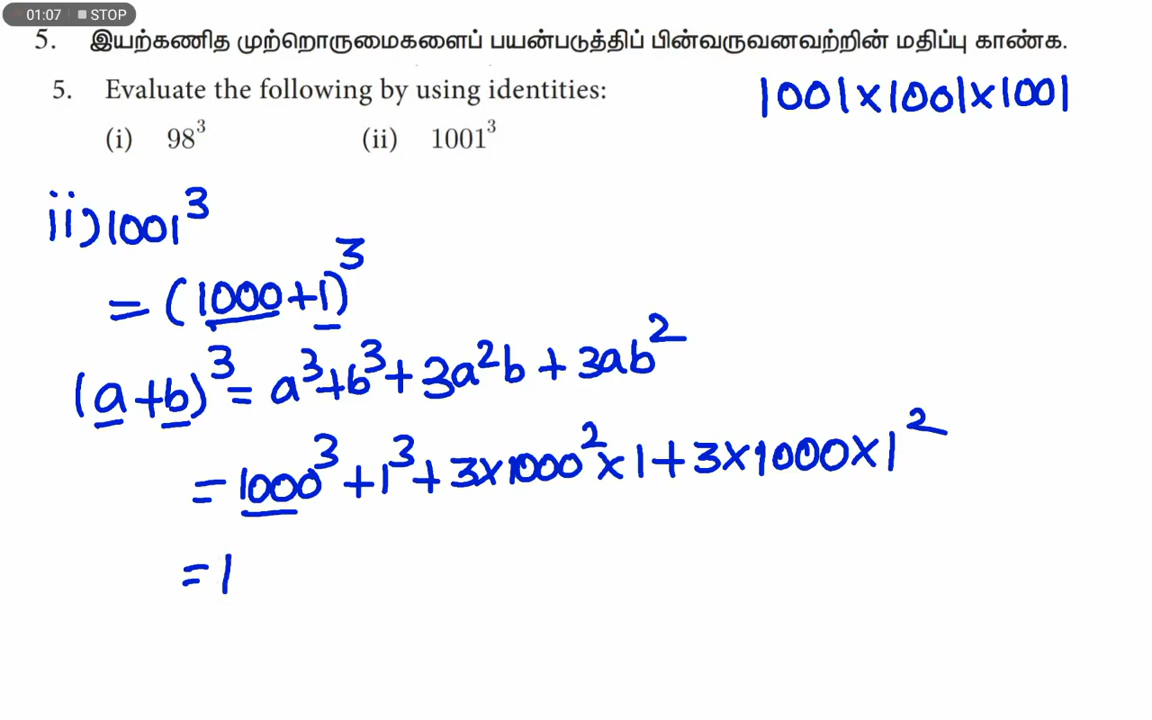 01:07 STOP
5. இயற்கணித முற்றொருமைகளைப் பயன்படுத்திப் பின்வருவனவற்றின் மதிப்பு காண்க.
5. Evaluate the following by using identities:
1001×1001×1001
(i) 98³ (ii) 1001³
ii) 1001³
= (1000+1)³
(a+b)³ = a³+b³+3a²b+3ab²
= 1000³+1³+3×1000²×1+3×1000×1²
= 1